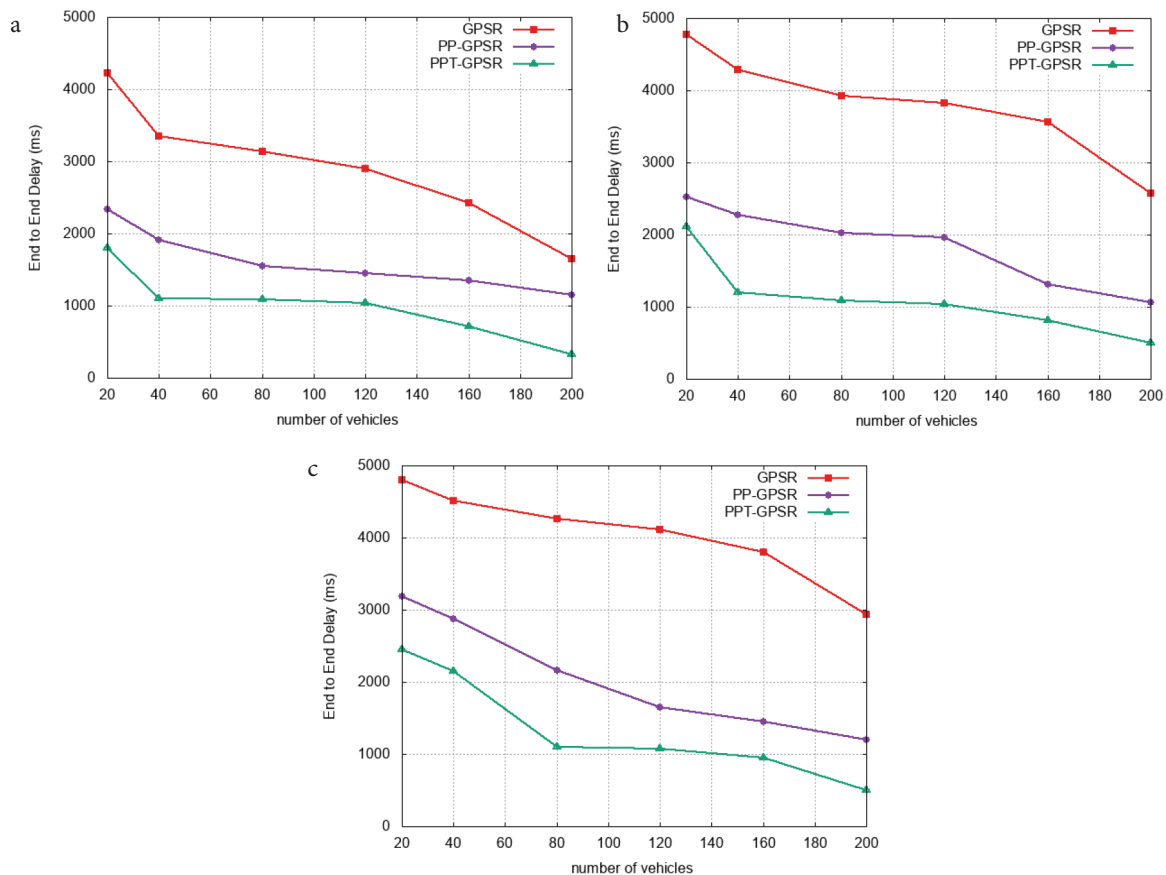 a
5000
4000
3000
2000
1000
0
End to End Delay (ms)
GPSR
PP-GPSR
PPT-GPSR
20 40 60 80 100 120 140 160 180 200
number of vehicles
b
5000
4000
3000
2000
1000
0
End to End Delay (ms)
GPSR
PP-GPSR
PPT-GPSR
20 40 60 80 100 120 140 160 180 200
number of vehicles
c
5000
4000
3000
2000
1000
0
End to End Delay (ms)
GPSR
PP-GPSR
PPT-GPSR
20 40 60 80 100 120 140 160 180 200
number of vehicles